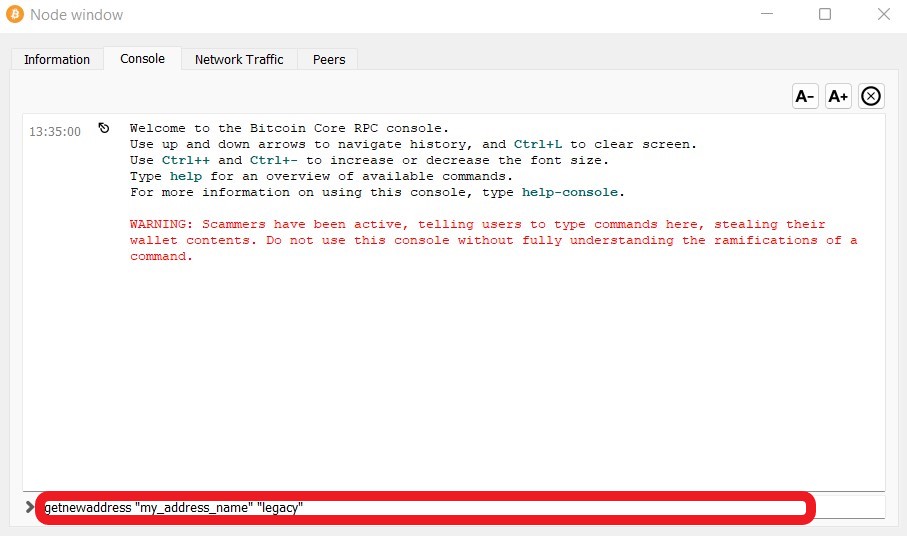 Node window
Information Console Network Traffic Peers
A- A+
13:35:00 Welcome to the Bitcoin Core RPC console.
Use up and down arrows to navigate history, and Ctrl+L to clear screen.
Use Ctrl++ and Ctrl+- to increase or decrease the font size.
Type help for an overview of available commands.
For more information on using this console, type help-console.
WARNING: Scammers have been active, telling users to type commands here, stealing their
wallet contents. Do not use this console without fully understanding the ramifications of a
command.
getnewaddress "my_address_name" "legacy"